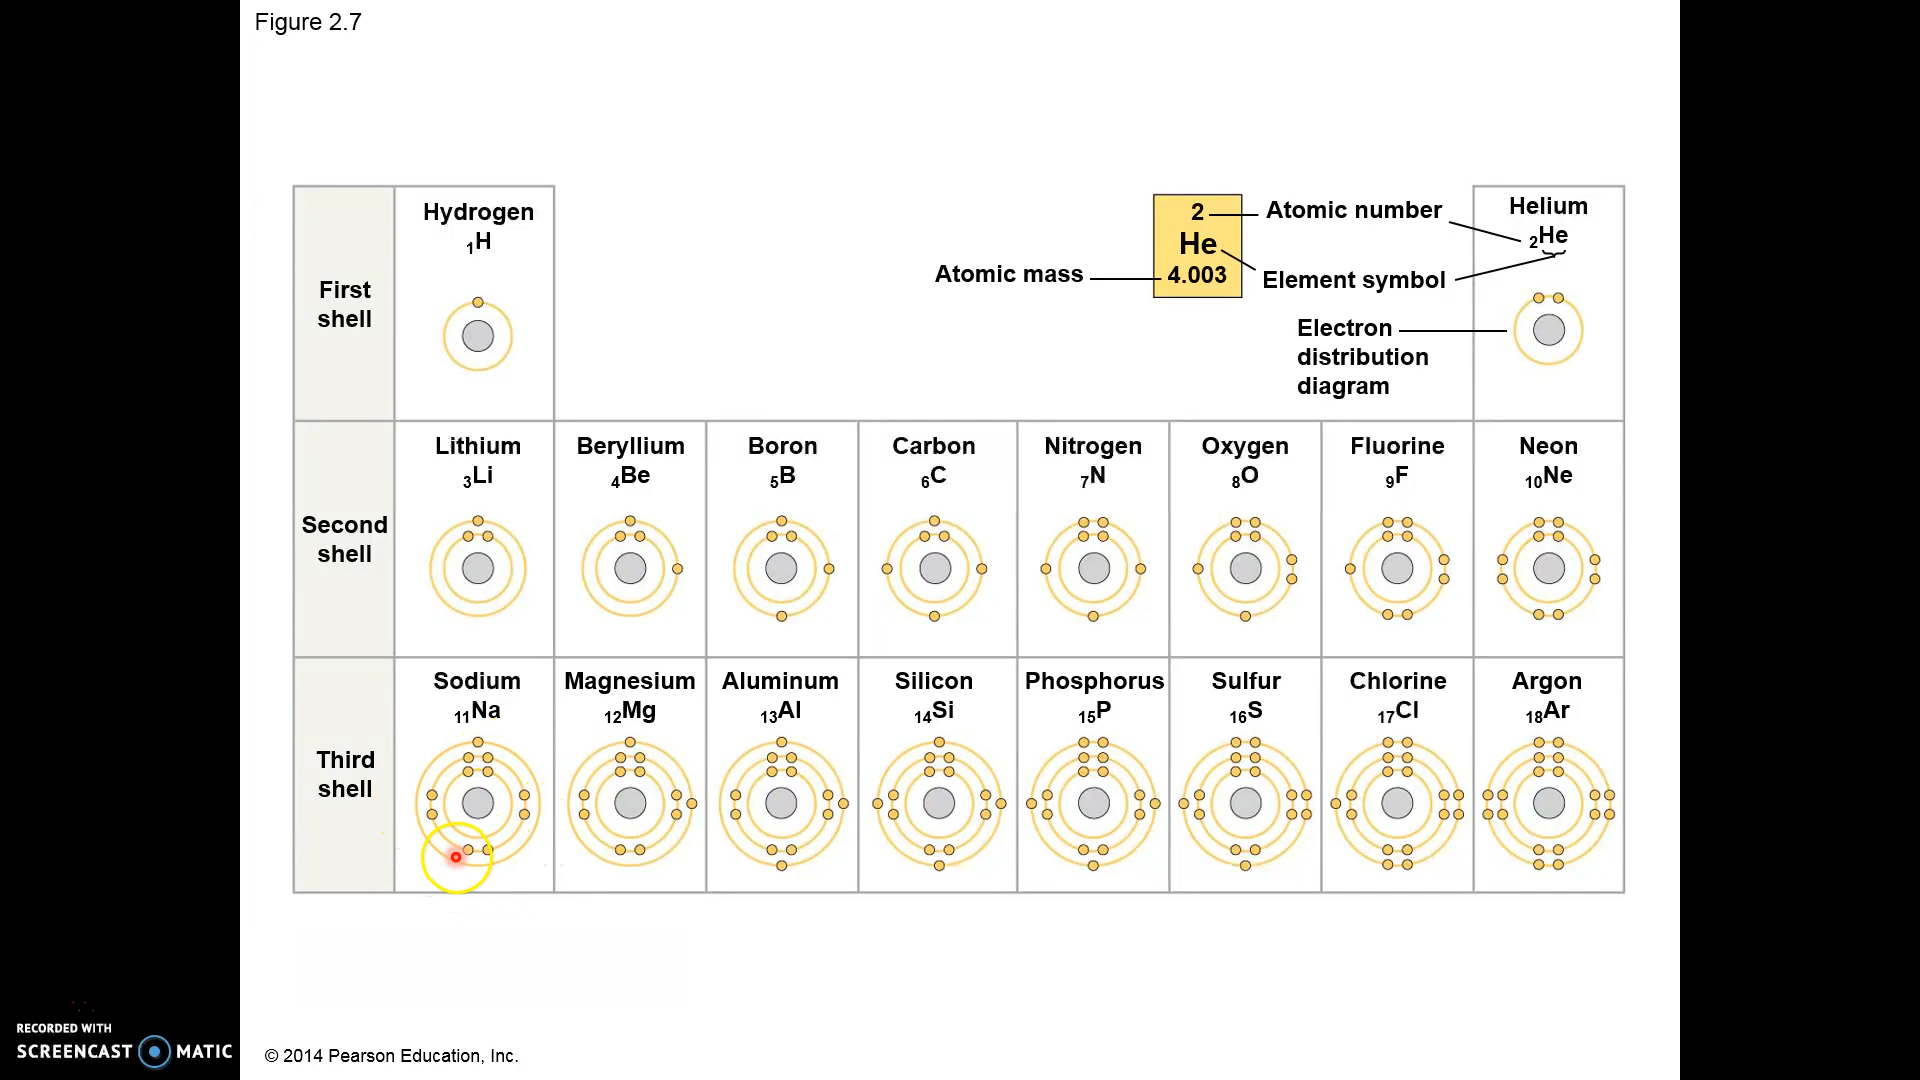 Figure 2.7
Hydrogen
₁H
First
shell
2
He
4.003
Atomic mass
Atomic number
Element symbol
Electron
distribution
diagram
Helium
₂He
Second
shell
Lithium
₃Li
Beryllium
₄Be
Boron
₅B
Carbon
₆C
Nitrogen
₇N
Oxygen
₈O
Fluorine
₉F
Neon
₁₀Ne
Third
shell
Sodium
₁₁Na
Magnesium
₁₂Mg
Aluminum
₁₃Al
Silicon
₁₄Si
Phosphorus
₁₅P
Sulfur
₁₆S
Chlorine
₁₇Cl
Argon
₁₈Ar
RECORDED WITH
SCREENCAST MATIC
© 2014 Pearson Education, Inc.